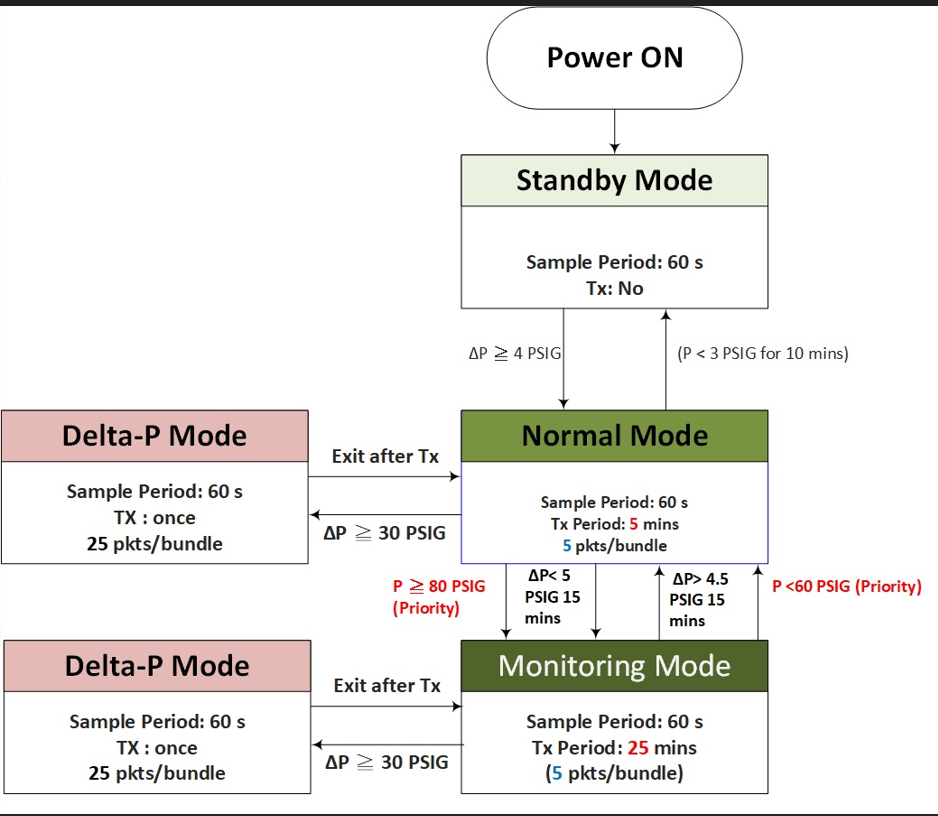 Power ON
Standby Mode
Sample Period: 60 s
Tx: No
ΔP ≧ 4 PSIG
(P < 3 PSIG for 10 mins)
Delta-P Mode
Sample Period: 60 s
TX : once
25 pkts/bundle
Exit after Tx
ΔP ≧ 30 PSIG
Normal Mode
Sample Period: 60 s
Tx Period: 5 mins
5 pkts/bundle
P ≧ 80 PSIG
(Priority)
ΔP< 5
PSIG 15
mins
ΔP> 4.5
PSIG 15
mins
P <60 PSIG (Priority)
Delta-P Mode
Sample Period: 60 s
TX : once
25 pkts/bundle
Exit after Tx
ΔP ≧ 30 PSIG
Monitoring Mode
Sample Period: 60 s
Tx Period: 25 mins
(5 pkts/bundle)